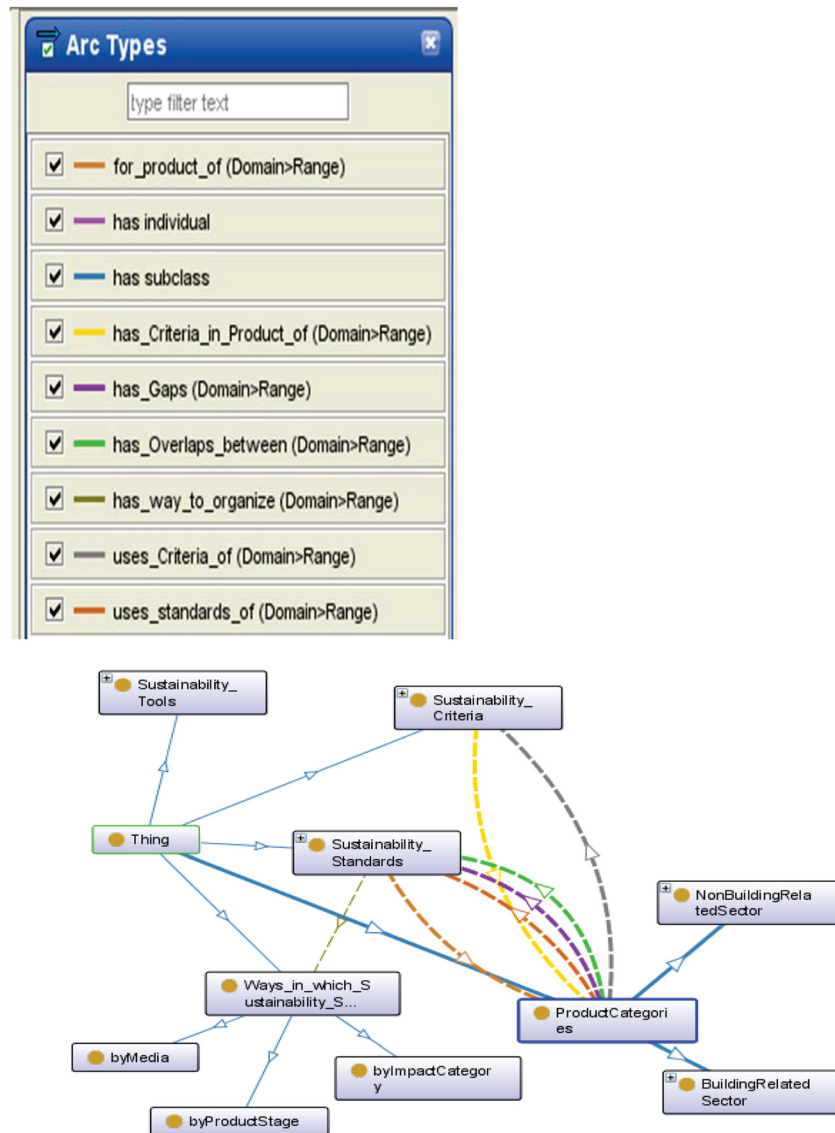 Arc Types
type filter text
for_product_of (Domain>Range)
has individual
has subclass
has_Criteria_in_Product_of (Domain>Range)
has_Gaps (Domain>Range)
has_Overlaps_between (Domain>Range)
has_way_to_organize (Domain>Range)
uses_Criteria_of (Domain>Range)
uses_standards_of (Domain>Range)
Sustainability_
Tools
Sustainability_
Criteria
Thing
Sustainability_
Standards
NonBuildingRela
tedSector
Ways_in_which_S
ustainability_S...
ProductCategori
es
byMedia
byImpactCategor
y
BuildingRelated
Sector
byProductStage